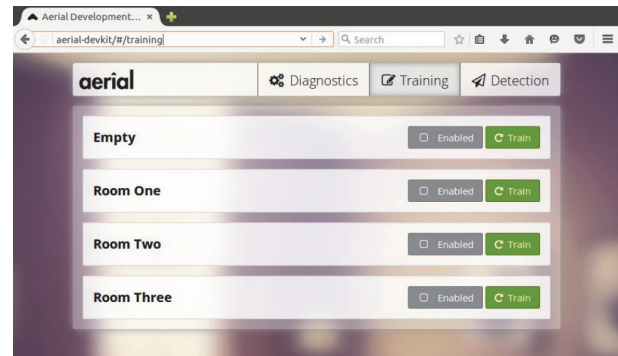 Aerial Development...
aerial-devkit/#/training
Search
aerial
Diagnostics
Training
Detection
Empty
Enabled
Train
Room One
Enabled
Train
Room Two
Enabled
Train
Room Three
Enabled
Train